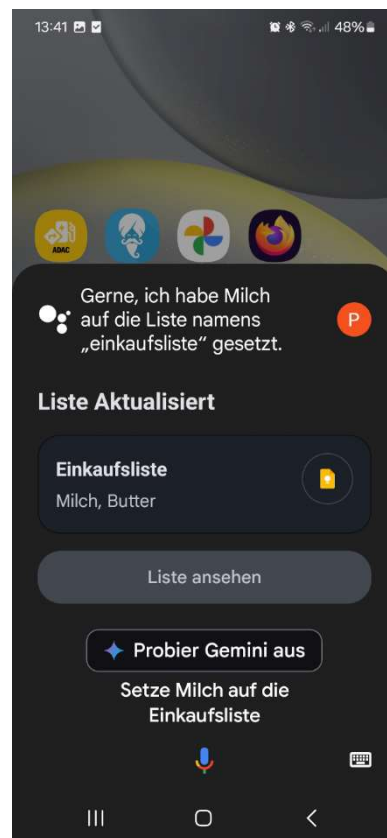 13:41
48%
ADAC
Gerne, ich habe Milch
auf die Liste namens
„einkaufsliste“ gesetzt.
P
Liste Aktualisiert
Einkaufsliste
Milch, Butter
Liste ansehen
Probier Gemini aus
Setze Milch auf die
Einkaufsliste